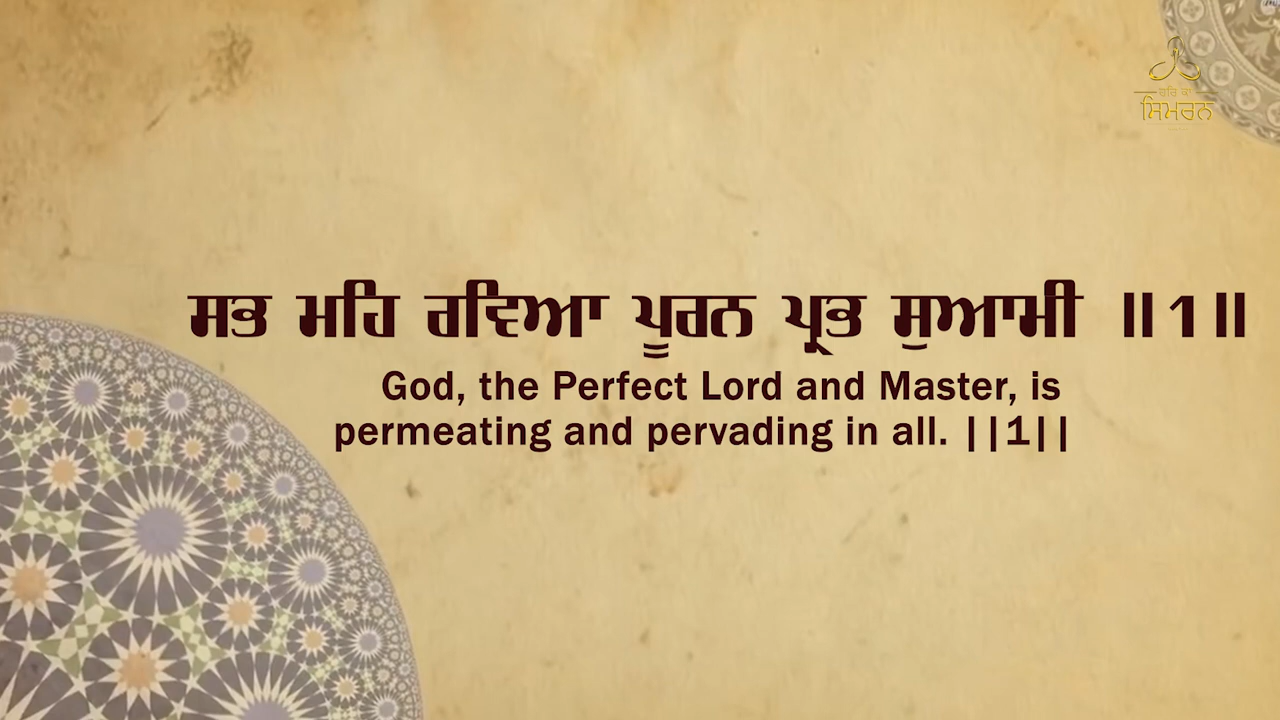 ਹਰਿ ਕਾ
ਸਿਮਰਨ
ਸਭ ਮਹਿ ਰਵਿਆ ਪੂਰਨ ਪ੍ਰਭ ਸੁਆਮੀ ॥1॥
God, the Perfect Lord and Master, is
permeating and pervading in all. ||1||